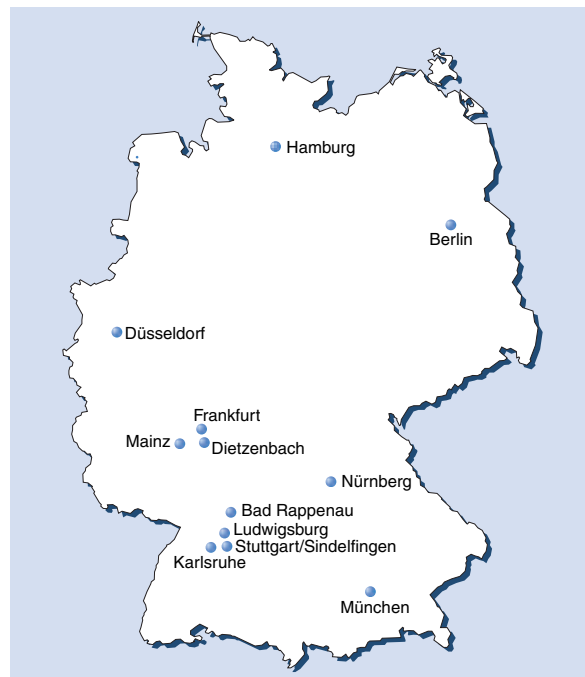 Hamburg
Berlin
Düsseldorf
Frankfurt
Mainz
Dietzenbach
Nürnberg
Bad Rappenau
Ludwigsburg
Stuttgart/Sindelfingen
Karlsruhe
München